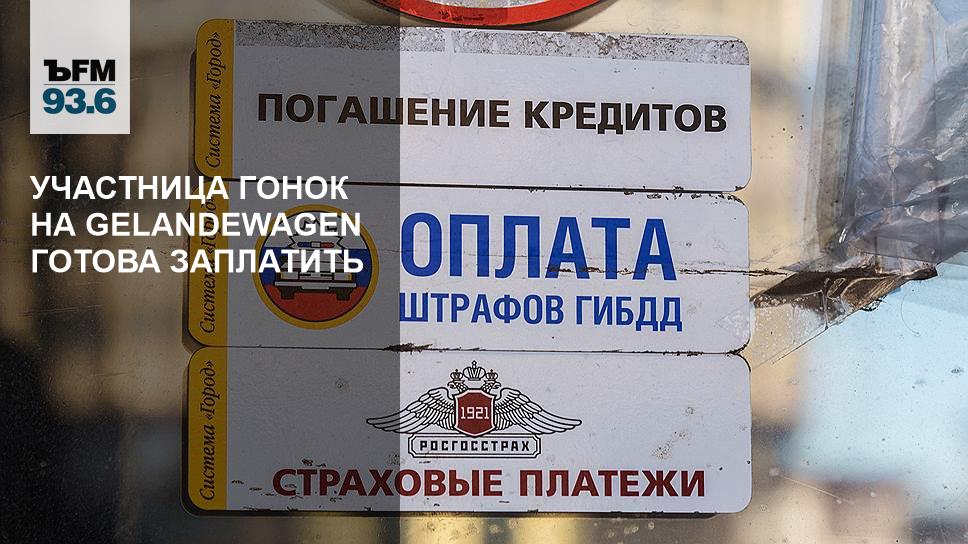 ЪFM
93.6
УЧАСТНИЦА ГОНОК
НА GELANDEWAGEN
ГОТОВА ЗАПЛАТИТЬ
Система «Город»
ПОГАШЕНИЕ КРЕДИТОВ
Система «Город»
ОПЛАТА
ШТРАФОВ ГИБДД
Система «Город»
1921
РОСГОССТРАХ
СТРАХОВЫЕ ПЛАТЕЖИ